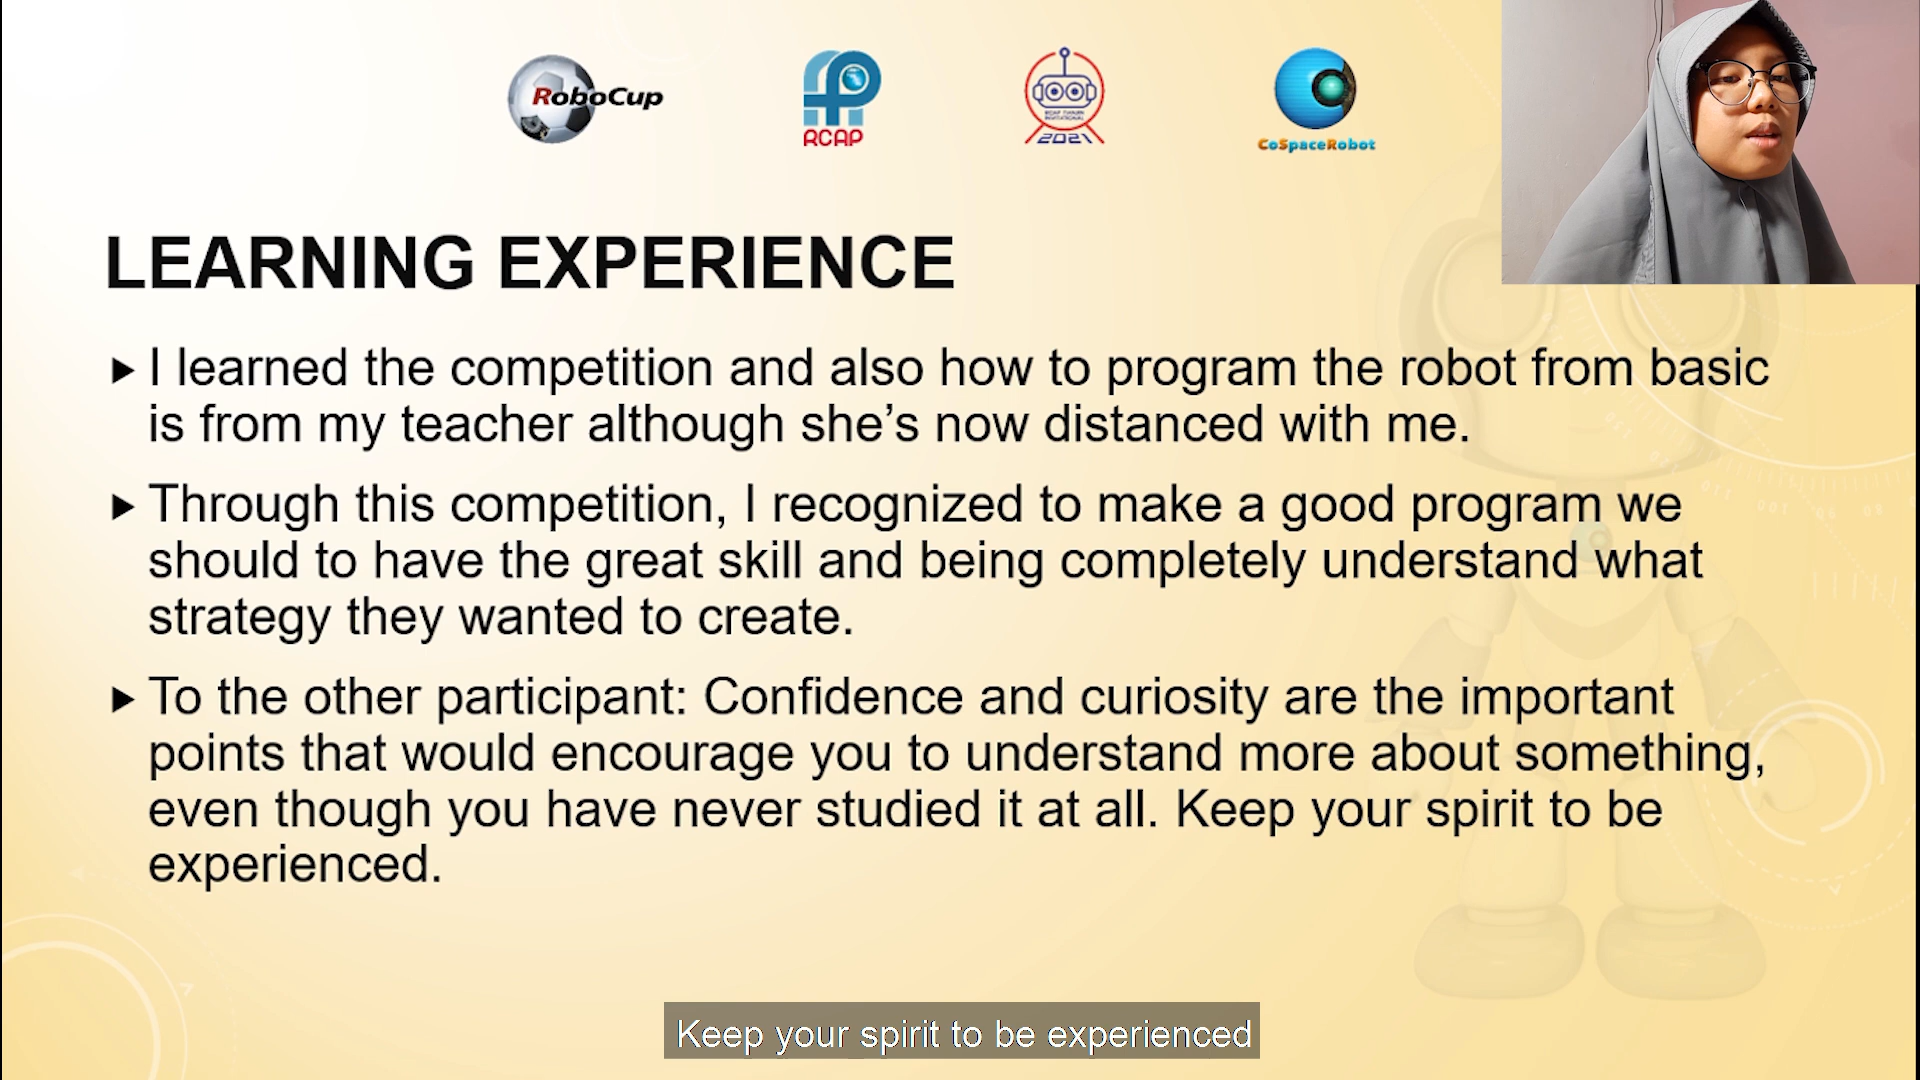 RoboCup
RCAP
2021
CoSpaceRobot
LEARNING EXPERIENCE
I learned the competition and also how to program the robot from basic
is from my teacher although she’s now distanced with me.
Through this competition, I recognized to make a good program we
should to have the great skill and being completely understand what
strategy they wanted to create.
To the other participant: Confidence and curiosity are the important
points that would encourage you to understand more about something,
even though you have never studied it at all. Keep your spirit to be
experienced.
Keep your spirit to be experienced